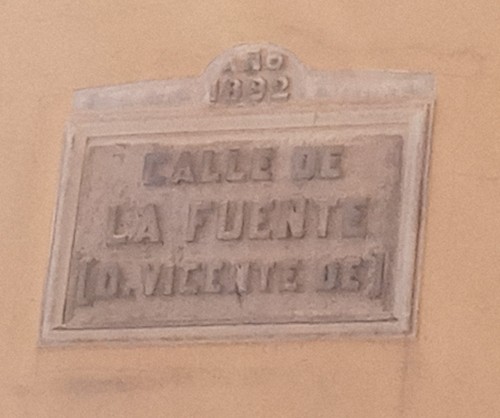 AÑO
1892
CALLE DE
LA FUENTE
[D. VICENTE DE]